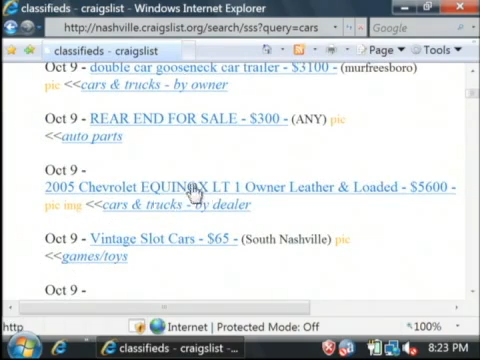 classifieds - craigslist - Windows Internet Explorer
http://nashville.craigslist.org/search/sss?query=cars
Google
classifieds - craigslist
Page
Tools
Oct 9 - double car gooseneck car trailer - $3100 - (murfreesboro)
pic <<cars & trucks - by owner
Oct 9 - REAR END FOR SALE - $300 - (ANY) pic
<<auto parts
Oct 9 -
2005 Chevrolet EQUINOX LT 1 Owner Leather & Loaded - $5600 -
pic img <<cars & trucks - by dealer
Oct 9 - Vintage Slot Cars - $65 - (South Nashville) pic
<<games/toys
Oct 9 -
http
Internet | Protected Mode: Off
100%
classifieds - craigslist -...
8:23 PM